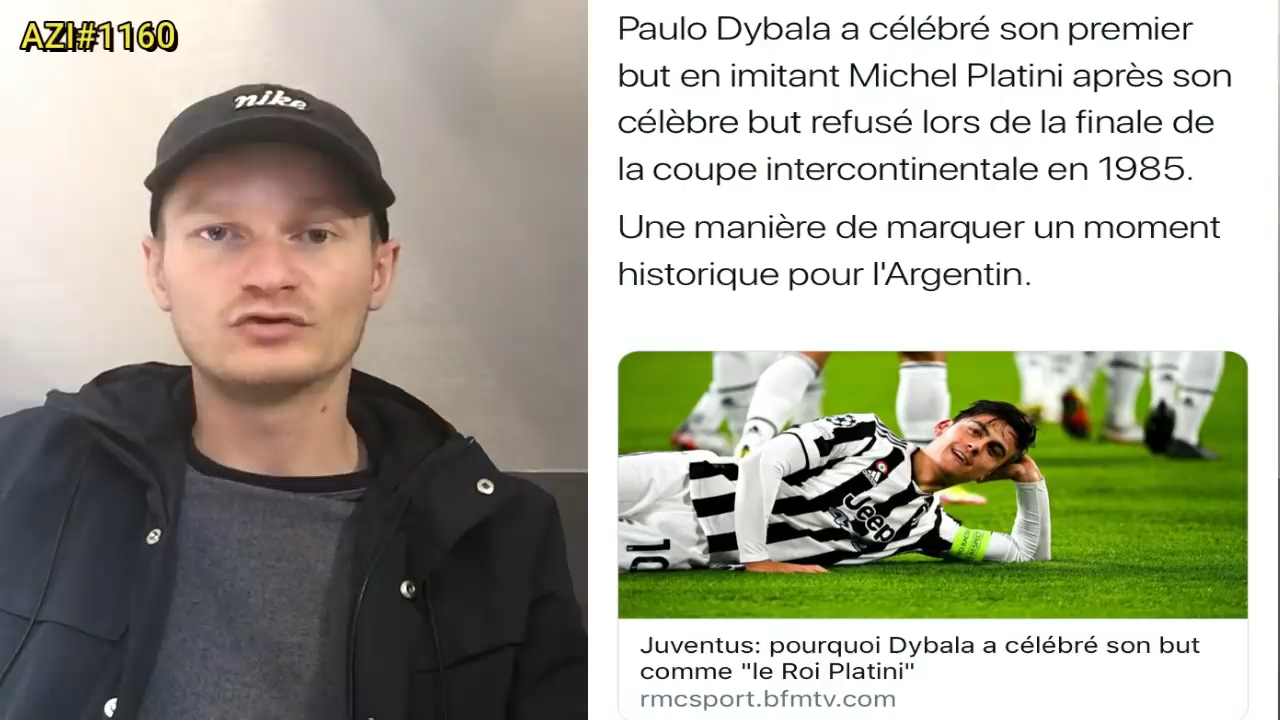 AZI#1160
nike
Paulo Dybala a célébré son premier
but en imitant Michel Platini après son
célèbre but refusé lors de la finale de
la coupe intercontinentale en 1985.
Une manière de marquer un moment
historique pour l'Argentin.
Jeep
10
Juventus: pourquoi Dybala a célébré son but
comme "le Roi Platini"
rmcsport.bfmtv.com